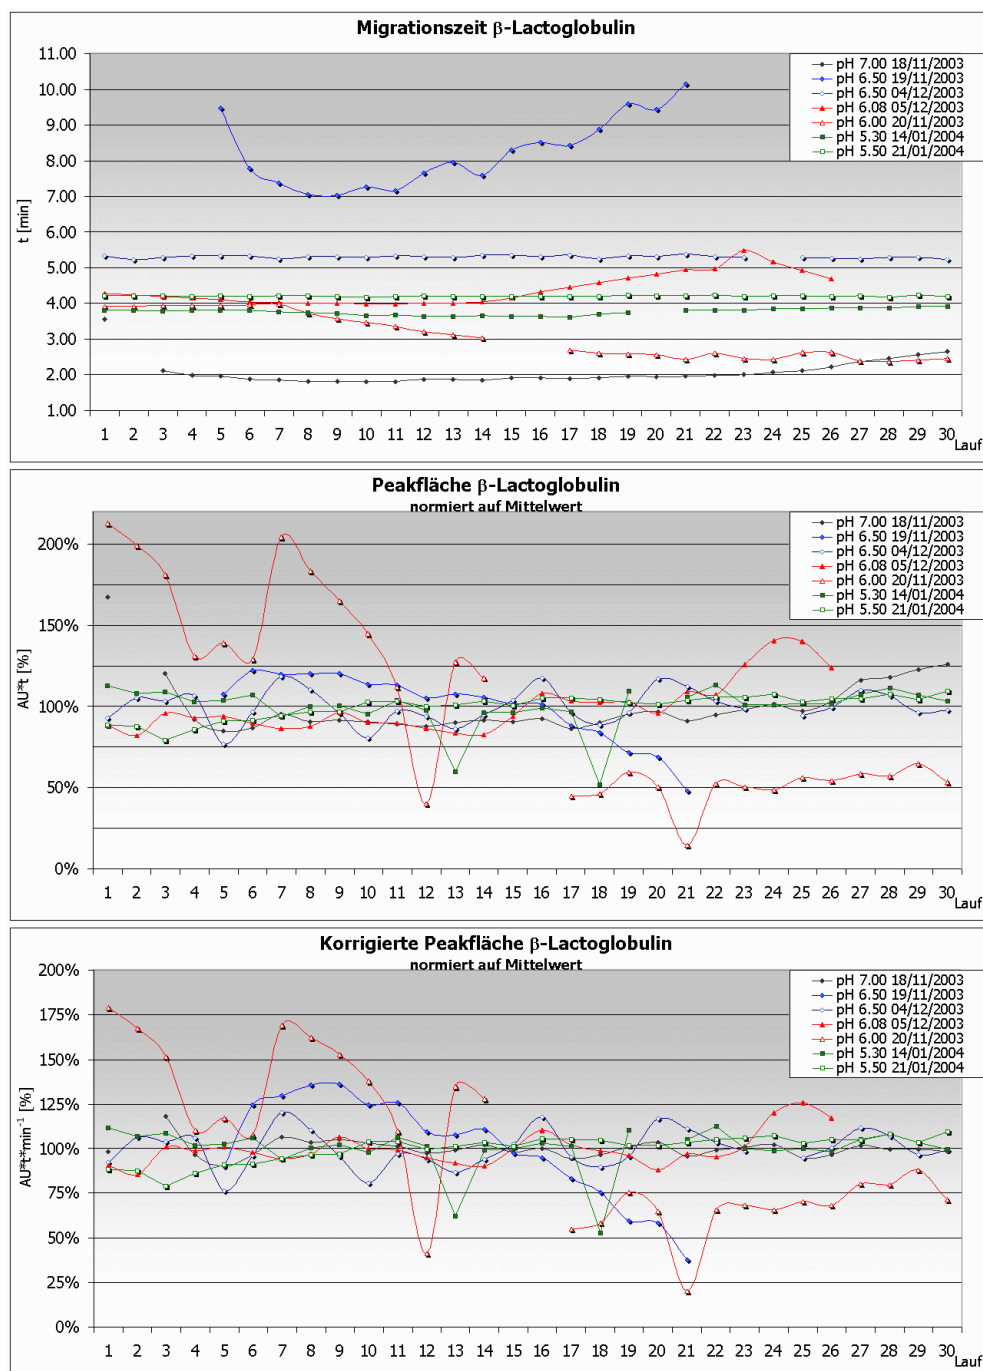 Migrationszeit β-Lactoglobulin
11.00
10.00
9.00
8.00
7.00
6.00
5.00
4.00
3.00
2.00
1.00
t [min]
pH 7.00 18/11/2003
pH 6.50 19/11/2003
pH 6.50 04/12/2003
pH 6.08 05/12/2003
pH 6.00 20/11/2003
pH 5.30 14/01/2004
pH 5.50 21/01/2004
1 2 3 4 5 6 7 8 9 10 11 12 13 14 15 16 17 18 19 20 21 22 23 24 25 26 27 28 29 30
Lauf
Peakfläche β-Lactoglobulin
normiert auf Mittelwert
200%
150%
100%
50%
0%
AU*t [%]
pH 7.00 18/11/2003
pH 6.50 19/11/2003
pH 6.50 04/12/2003
pH 6.08 05/12/2003
pH 6.00 20/11/2003
pH 5.30 14/01/2004
pH 5.50 21/01/2004
1 2 3 4 5 6 7 8 9 10 11 12 13 14 15 16 17 18 19 20 21 22 23 24 25 26 27 28 29 30
Lauf
Korrigierte Peakfläche β-Lactoglobulin
normiert auf Mittelwert
200%
175%
150%
125%
100%
75%
50%
25%
0%
AU*t*min⁻¹ [%]
pH 7.00 18/11/2003
pH 6.50 19/11/2003
pH 6.50 04/12/2003
pH 6.08 05/12/2003
pH 6.00 20/11/2003
pH 5.30 14/01/2004
pH 5.50 21/01/2004
1 2 3 4 5 6 7 8 9 10 11 12 13 14 15 16 17 18 19 20 21 22 23 24 25 26 27 28 29 30
Lauf